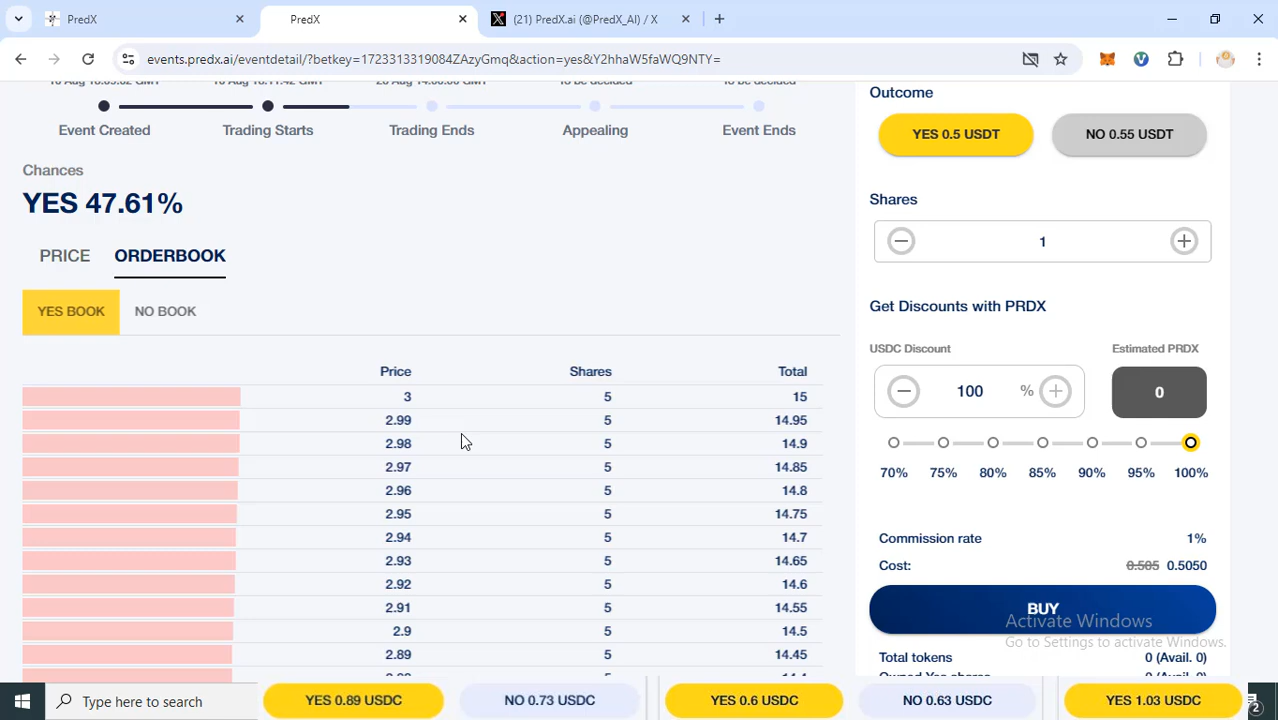 PredX
PredX
(21) PredX.ai (@PredX_AI) / X
events.predx.ai/eventdetail/?betkey=1723313319084ZAzyGmq&action=yes&Y2hhaW5faWQ9NTY=
Event Created
Trading Starts
Trading Ends
Appealing
Event Ends
Chances
YES 47.61%
PRICE
ORDERBOOK
YES BOOK
NO BOOK
Price Shares Total
3 5 15
2.99 5 14.95
2.98 5 14.9
2.97 5 14.85
2.96 5 14.8
2.95 5 14.75
2.94 5 14.7
2.93 5 14.65
2.92 5 14.6
2.91 5 14.55
2.9 5 14.5
2.89 5 14.45
Outcome
YES 0.5 USDT
NO 0.55 USDT
Shares
1
Get Discounts with PRDX
USDC Discount
Estimated PRDX
100 %
0
70% 75% 80% 85% 90% 95% 100%
Commission rate 1%
Cost: 0.505 0.5050
BUY
Activate Windows
Go to Settings to activate Windows.
Total tokens 0 (Avail. 0)
Type here to search
YES 0.89 USDC
NO 0.73 USDC
YES 0.6 USDC
NO 0.63 USDC
YES 1.03 USDC
2